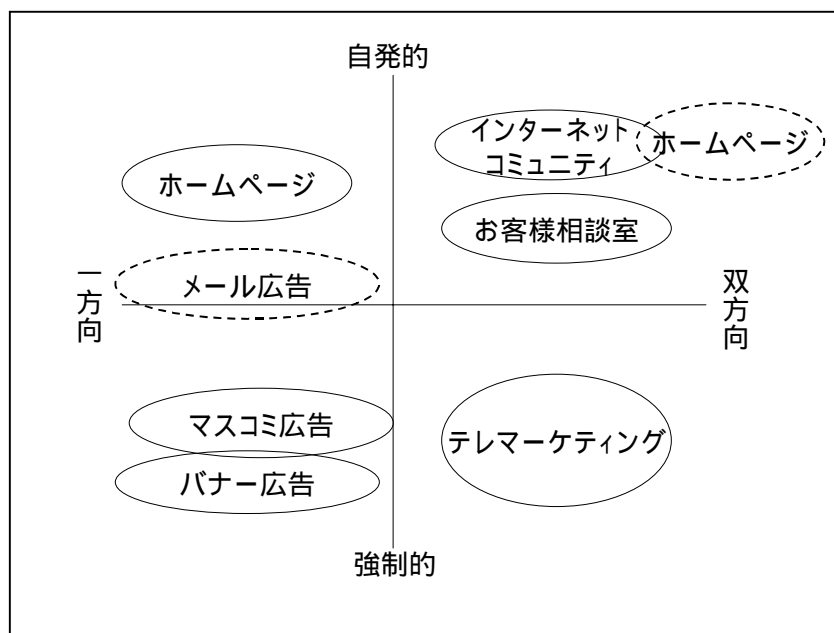 自発的
インターネット
コミュニティ
ホームページ
ホームページ
お客様相談室
メール広告
一方向
双方向
マスコミ広告
テレマーケティング
バナー広告
強制的